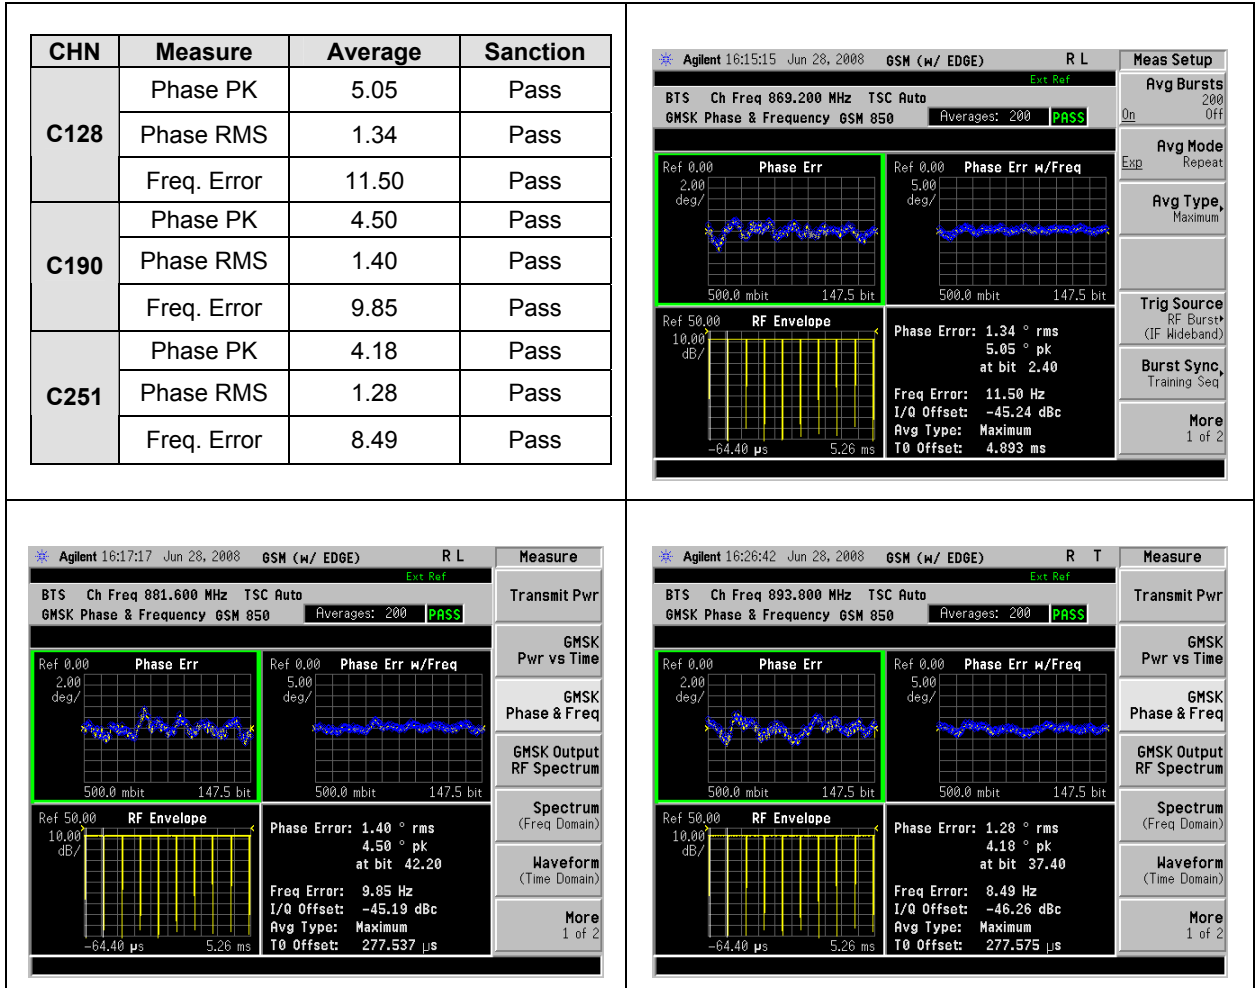 CHN Measure Average Sanction
C128
Phase PK 5.05 Pass
Phase RMS 1.34 Pass
Freq. Error 11.50 Pass
C190
Phase PK 4.50 Pass
Phase RMS 1.40 Pass
Freq. Error 9.85 Pass
C251
Phase PK 4.18 Pass
Phase RMS 1.28 Pass
Freq. Error 8.49 Pass
Agilent 16:15:15 Jun 28, 2008 GSM (w/ EDGE) R L
Ext Ref
BTS Ch Freq 869.200 MHz TSC Auto
GMSK Phase & Frequency GSM 850 Averages: 200 PASS
Ref 0.00 Phase Err
2.00
deg/
500.0 mbit 147.5 bit
Ref 0.00 Phase Err w/Freq
5.00
deg/
500.0 mbit 147.5 bit
Ref 50.00 RF Envelope
10.00
dB/
-64.40 µs 5.26 ms
Phase Error: 1.34 ° rms
5.05 ° pk
at bit 2.40
Freq Error: 11.50 Hz
I/Q Offset: -45.24 dBc
Avg Type: Maximum
T0 Offset: 4.893 ms
Meas Setup
Avg Bursts
200
On Off
Avg Mode
Exp Repeat
Avg Type
Maximum
Trig Source
RF Burst
(IF Wideband)
Burst Sync
Training Seq
More
1 of 2
Agilent 16:17:17 Jun 28, 2008 GSM (w/ EDGE) R L
Ext Ref
BTS Ch Freq 881.600 MHz TSC Auto
GMSK Phase & Frequency GSM 850 Averages: 200 PASS
Ref 0.00 Phase Err
2.00
deg/
500.0 mbit 147.5 bit
Ref 0.00 Phase Err w/Freq
5.00
deg/
500.0 mbit 147.5 bit
Ref 50.00 RF Envelope
10.00
dB/
-64.40 µs 5.26 ms
Phase Error: 1.40 ° rms
4.50 ° pk
at bit 42.20
Freq Error: 9.85 Hz
I/Q Offset: -45.19 dBc
Avg Type: Maximum
T0 Offset: 277.537 µs
Measure
Transmit Pwr
GMSK
Pwr vs Time
GMSK
Phase & Freq
GMSK Output
RF Spectrum
Spectrum
(Freq Domain)
Waveform
(Time Domain)
More
1 of 2
Agilent 16:26:42 Jun 28, 2008 GSM (w/ EDGE) R T
Ext Ref
BTS Ch Freq 893.800 MHz TSC Auto
GMSK Phase & Frequency GSM 850 Averages: 200 PASS
Ref 0.00 Phase Err
2.00
deg/
500.0 mbit 147.5 bit
Ref 0.00 Phase Err w/Freq
5.00
deg/
500.0 mbit 147.5 bit
Ref 50.00 RF Envelope
10.00
dB/
-64.40 µs 5.26 ms
Phase Error: 1.28 ° rms
4.18 ° pk
at bit 37.40
Freq Error: 8.49 Hz
I/Q Offset: -46.26 dBc
Avg Type: Maximum
T0 Offset: 277.575 µs
Measure
Transmit Pwr
GMSK
Pwr vs Time
GMSK
Phase & Freq
GMSK Output
RF Spectrum
Spectrum
(Freq Domain)
Waveform
(Time Domain)
More
1 of 2